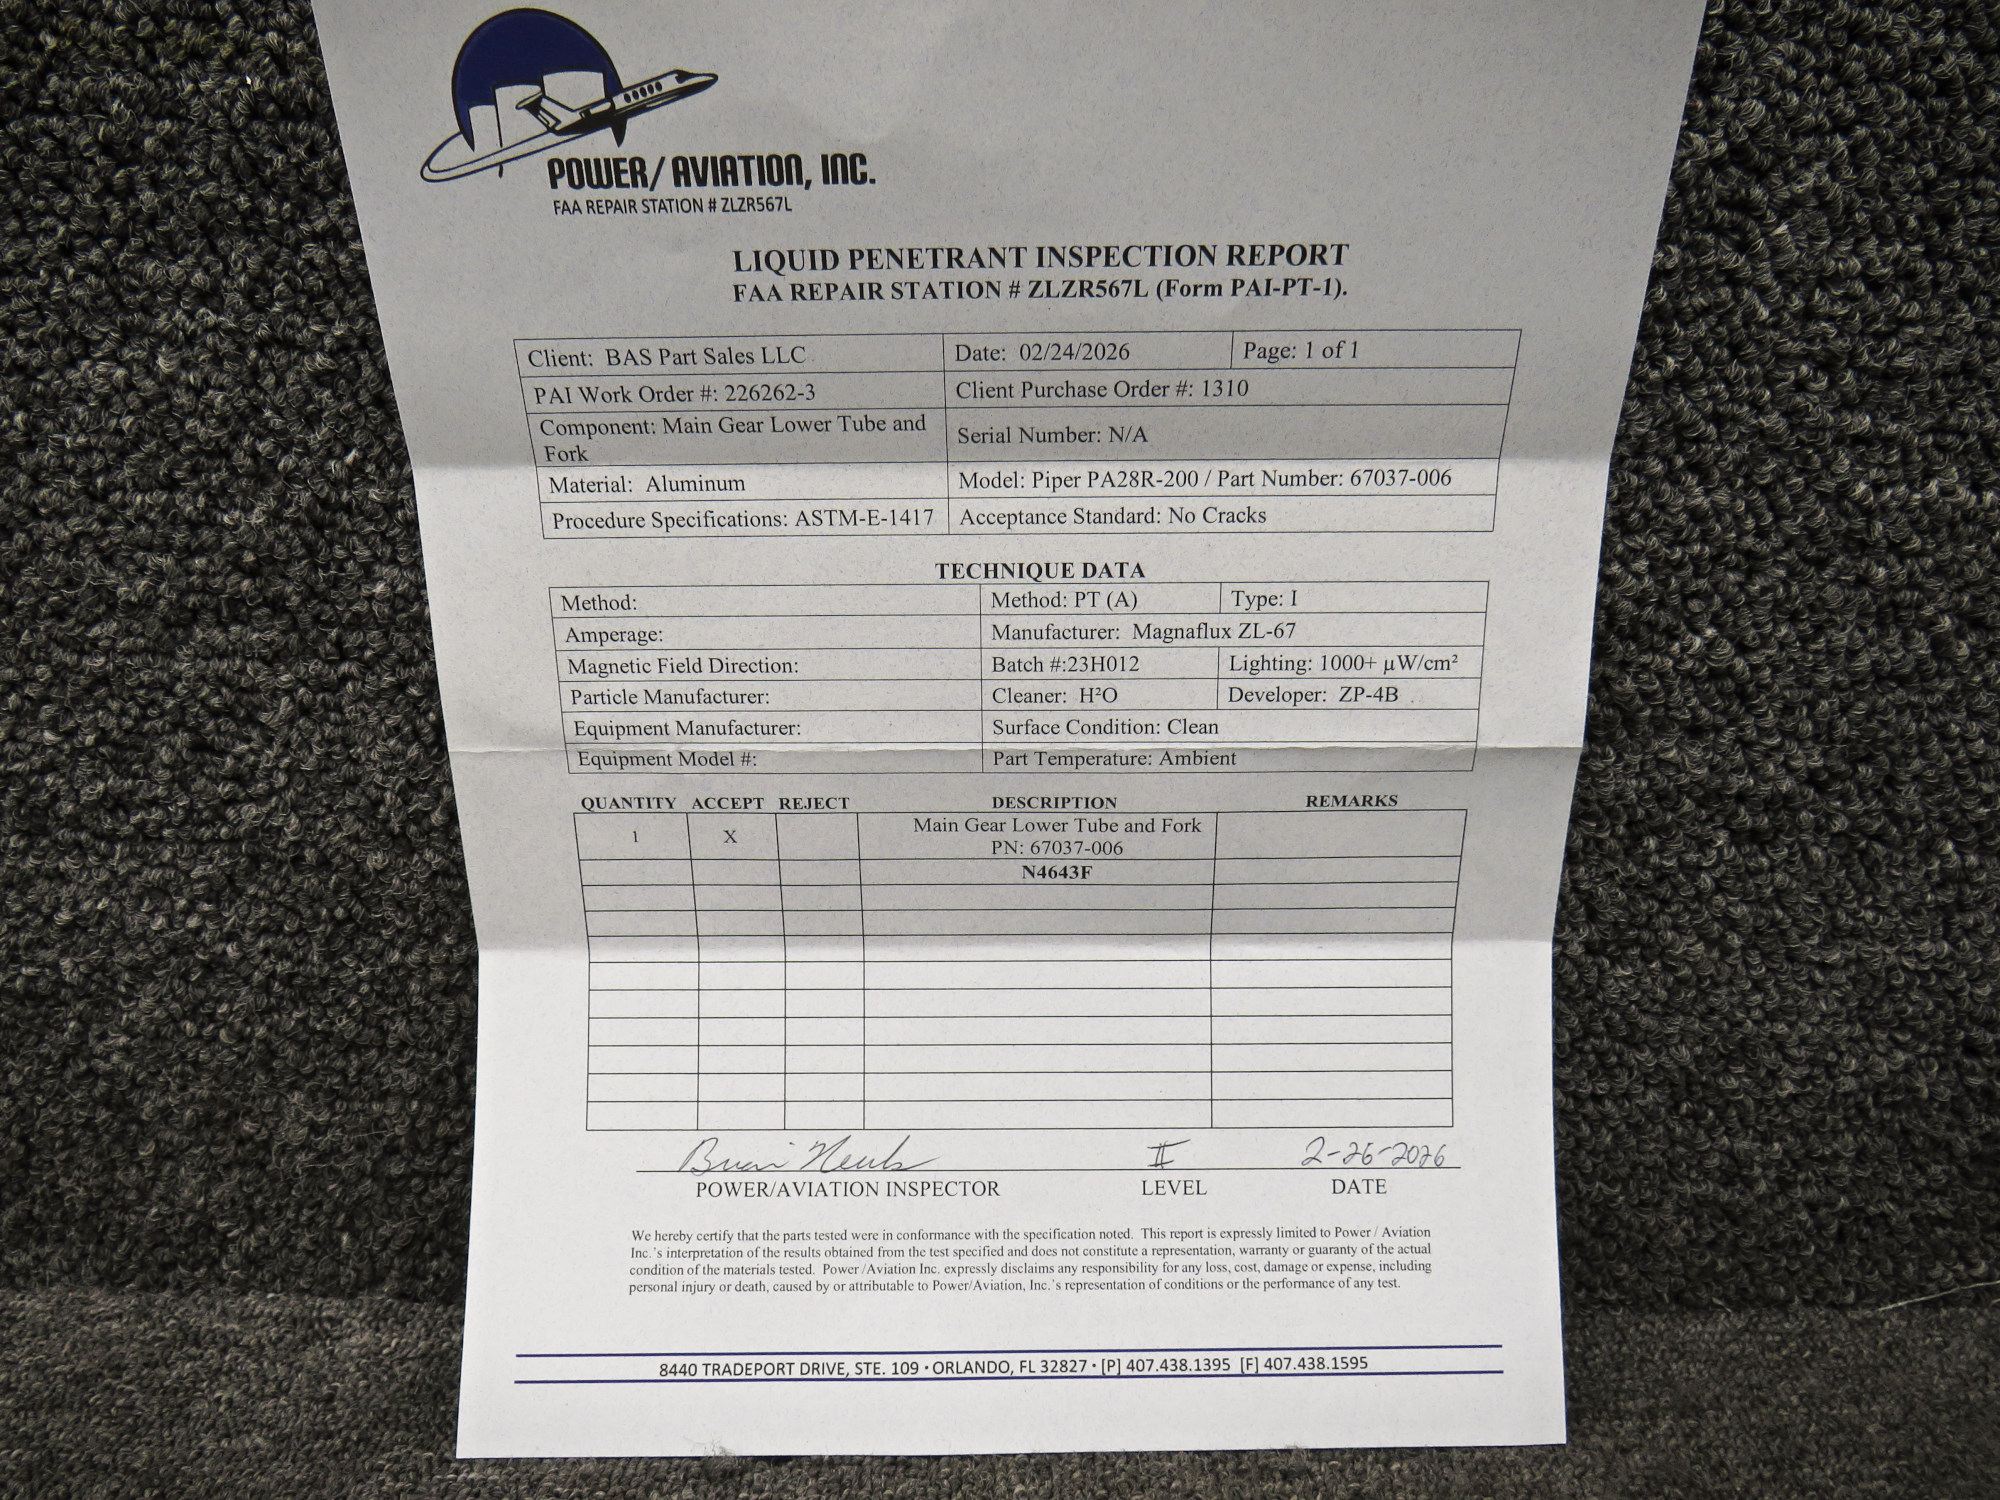 POWER/ AVIATION, INC.
FAA REPAIR STATION # ZLZR567L
LIQUID PENETRANT INSPECTION REPORT
FAA REPAIR STATION # ZLZR567L (Form PAI-PT-1).
Client: BAS Part Sales LLC Date: 02/24/2026 Page: 1 of 1
PAI Work Order #: 226262-3 Client Purchase Order #: 1310
Component: Main Gear Lower Tube and
Fork
Serial Number: N/A
Material: Aluminum Model: Piper PA28R-200 / Part Number: 67037-006
Procedure Specifications: ASTM-E-1417 Acceptance Standard: No Cracks
TECHNIQUE DATA
Method: Method: PT (A) Type: I
Amperage: Manufacturer: Magnaflux ZL-67
Magnetic Field Direction: Batch #:23H012 Lighting: 1000+ µW/cm²
Particle Manufacturer: Cleaner: H²O Developer: ZP-4B
Equipment Manufacturer: Surface Condition: Clean
Equipment Model #: Part Temperature: Ambient
QUANTITY ACCEPT REJECT DESCRIPTION REMARKS
1 X Main Gear Lower Tube and Fork
PN: 67037-006
N4643F
II 2-26-2026
POWER/AVIATION INSPECTOR LEVEL DATE
We hereby certify that the parts tested were in conformance with the specification noted. This report is expressly limited to Power / Aviation
Inc.'s interpretation of the results obtained from the test specified and does not constitute a representation, warranty or guaranty of the actual
condition of the materials tested. Power /Aviation Inc. expressly disclaims any responsibility for any loss, cost, damage or expense, including
personal injury or death, caused by or attributable to Power/Aviation, Inc.'s representation of conditions or the performance of any test.
8440 TRADEPORT DRIVE, STE. 109 • ORLANDO, FL 32827 • [P] 407.438.1395 [F] 407.438.1595